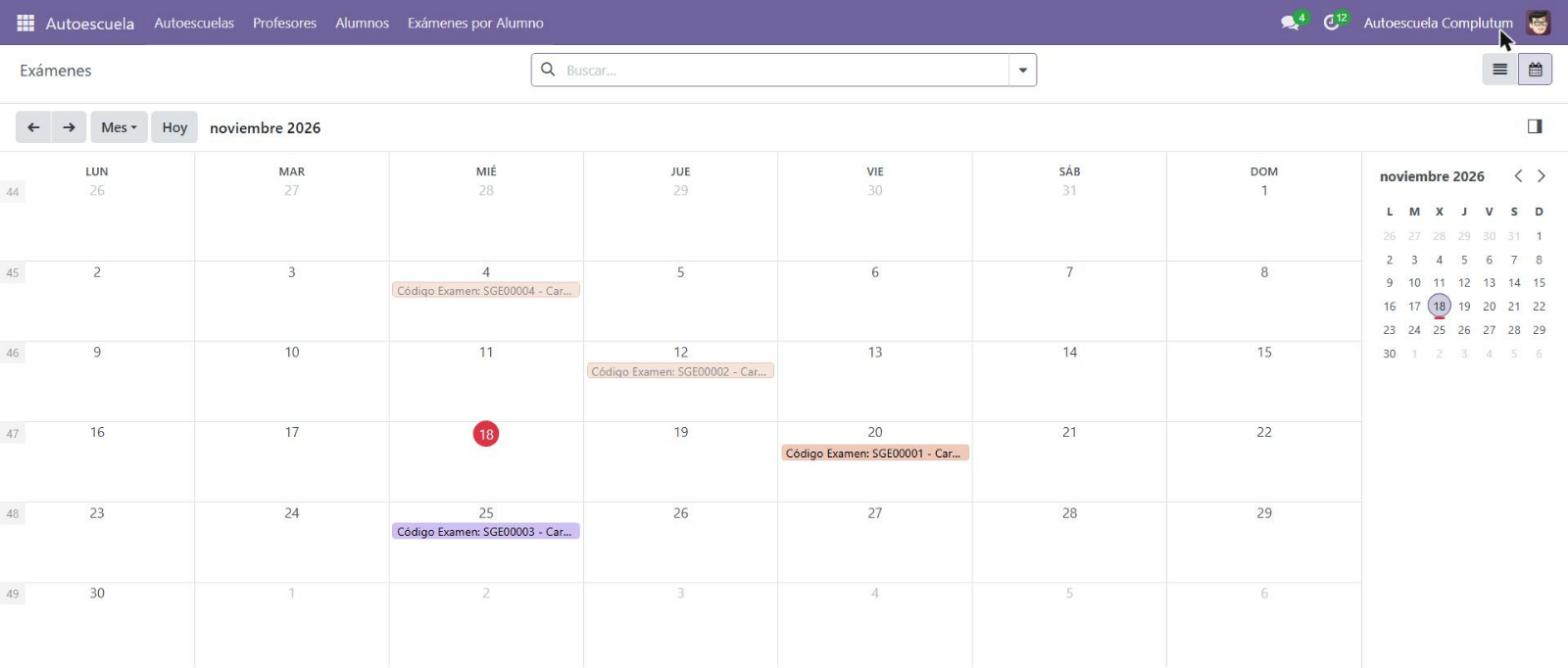 Autoescuela Autoescuelas Profesores Alumnos Exámenes por Alumno 4 12 Autoescuela Complutum
Exámenes Buscar...
Mes Hoy noviembre 2026
LUN MAR MIÉ JUE VIE SÁB DOM
44 26 27 28 29 30 31 1
45 2 3 4 5 6 7 8
Código Examen: SGE00004 - Car...
46 9 10 11 12 13 14 15
Código Examen: SGE00002 - Car...
47 16 17 18 19 20 21 22
Código Examen: SGE00001 - Car...
48 23 24 25 26 27 28 29
Código Examen: SGE00003 - Car...
49 30 1 2 3 4 5 6
noviembre 2026
L M X J V S D
26 27 28 29 30 31 1
2 3 4 5 6 7 8
9 10 11 12 13 14 15
16 17 18 19 20 21 22
23 24 25 26 27 28 29
30 1 2 3 4 5 6